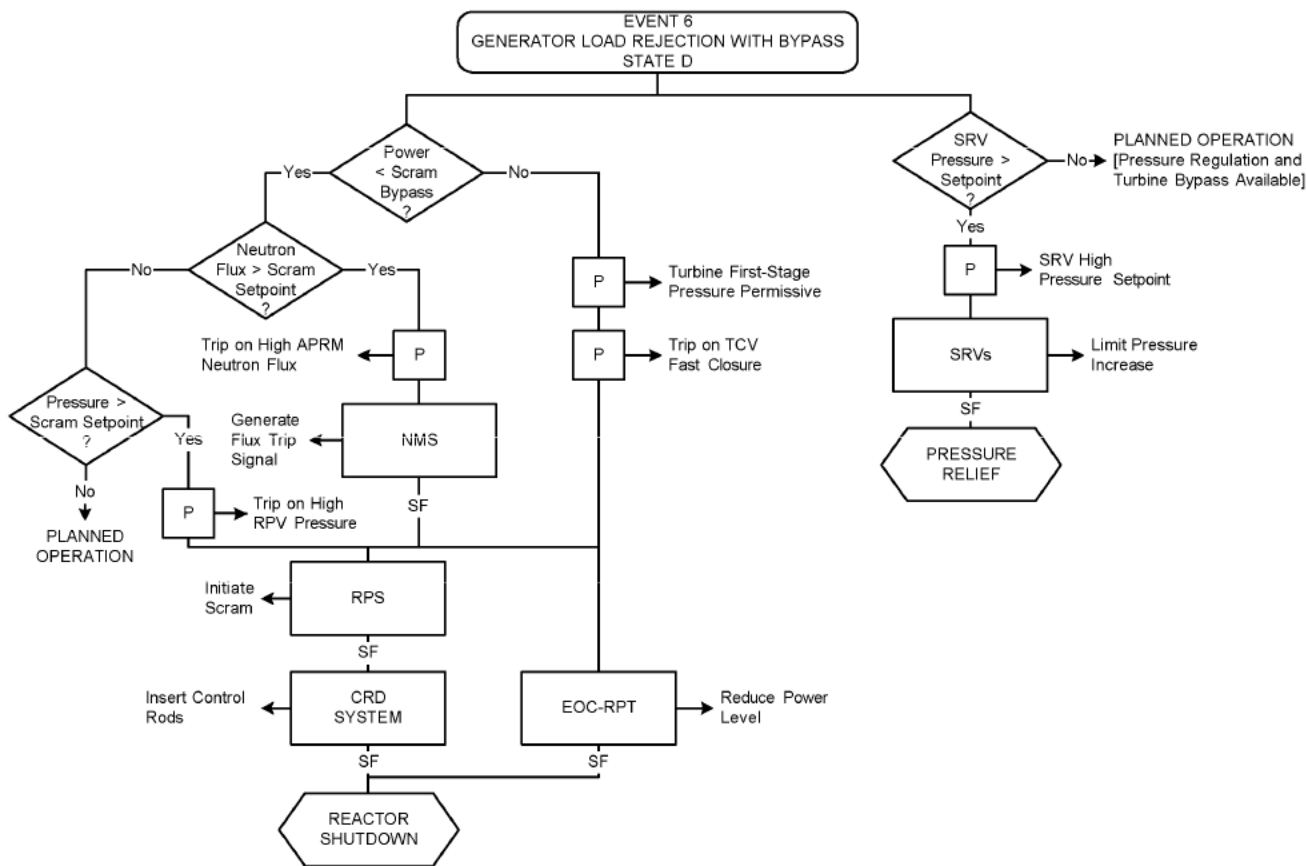 EVENT 6
GENERATOR LOAD REJECTION WITH BYPASS
STATE D
Power
< Scram
Bypass
?
Yes
No
SRV
Pressure >
Setpoint
?
No
PLANNED OPERATION
[Pressure Regulation and
Turbine Bypass Available]
Yes
Neutron
Flux > Scram
Setpoint
?
No
Yes
P
Turbine First-Stage
Pressure Permissive
P
SRV High
Pressure Setpoint
Trip on High APRM
Neutron Flux
P
P
Trip on TCV
Fast Closure
SRVs
Limit Pressure
Increase
SF
Pressure >
Scram Setpoint
?
Yes
No
Generate
Flux Trip
Signal
NMS
SF
PRESSURE
RELIEF
P
Trip on High
RPV Pressure
PLANNED
OPERATION
Initiate
Scram
RPS
SF
Insert Control
Rods
CRD
SYSTEM
SF
EOC-RPT
Reduce Power
Level
SF
REACTOR
SHUTDOWN